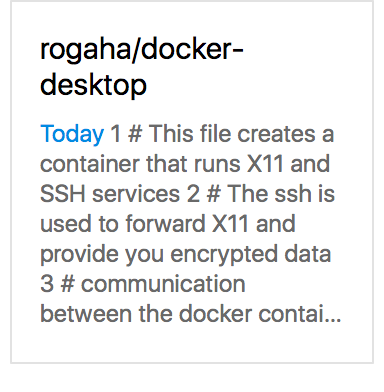 rogaha/docker-
desktop
Today 1 # This file creates a
container that runs X11 and
SSH services 2 # The ssh is
used to forward X11 and
provide you encrypted data
3 # communication
between the docker contai...